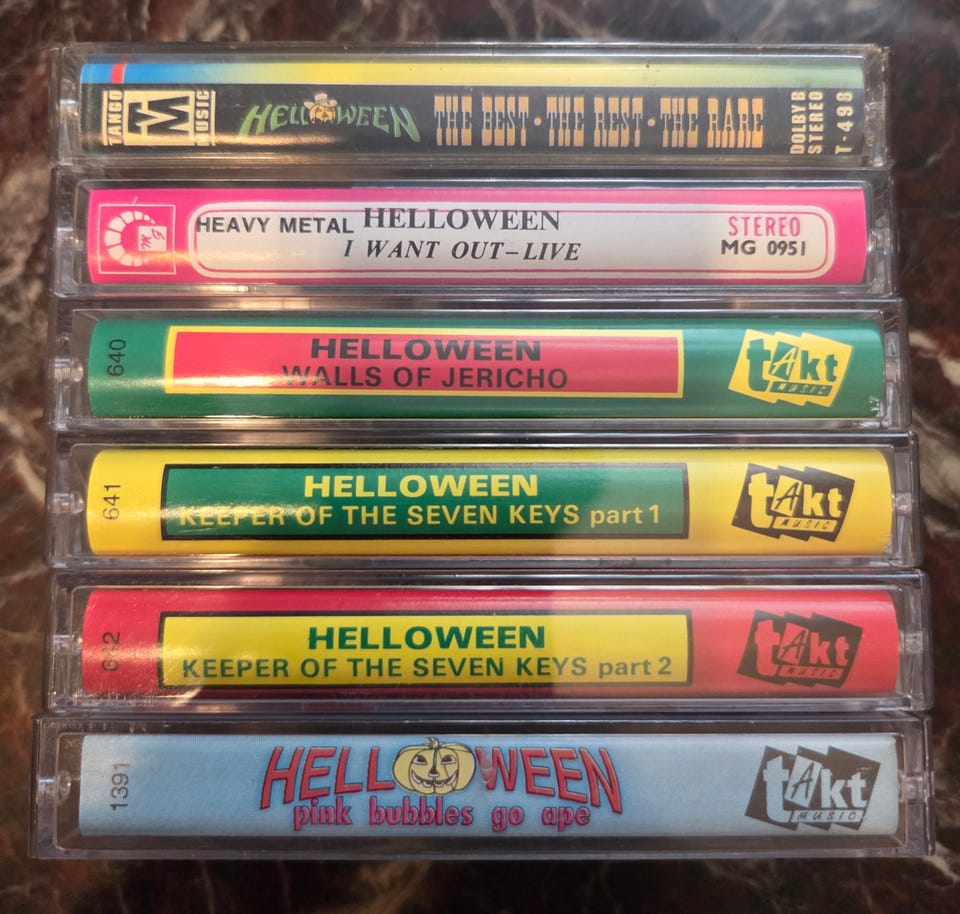 TANGO
TM
MUSIC
HELLOWEEN
THE BEST · THE REST · THE RARE
DOLBY B
STEREO
T-498
HEAVY METAL
HELLOWEEN
I WANT OUT–LIVE
STEREO
MG 0951
640
HELLOWEEN
WALLS OF JERICHO
tAkt
MUSIC
641
HELLOWEEN
KEEPER OF THE SEVEN KEYS part 1
tAkt
MUSIC
642
HELLOWEEN
KEEPER OF THE SEVEN KEYS part 2
tAkt
MUSIC
1391
HELLOWEEN
pink bubbles go ape
tAkt
MUSIC